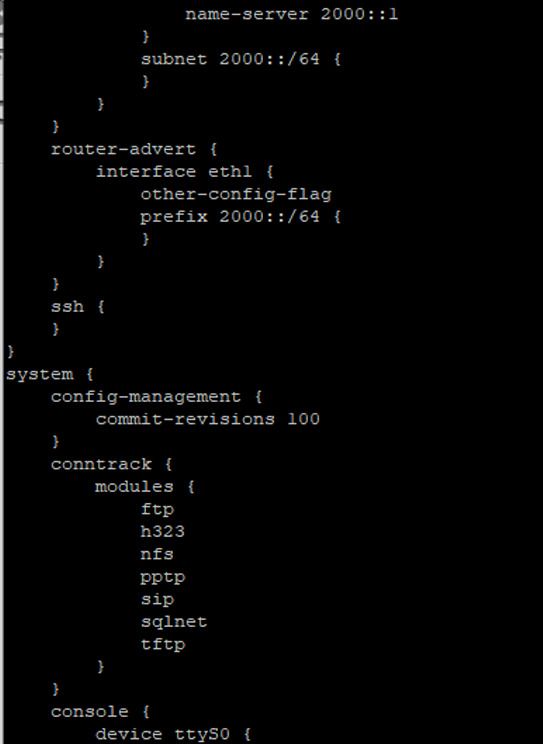 name-server 2000::1
}
subnet 2000::/64 {
}
}
}
router-advert {
interface eth1 {
other-config-flag
prefix 2000::/64 {
}
}
}
ssh {
}
}
system {
config-management {
commit-revisions 100
}
conntrack {
modules {
ftp
h323
nfs
pptp
sip
sqlnet
tftp
}
}
console {
device ttyS0 {